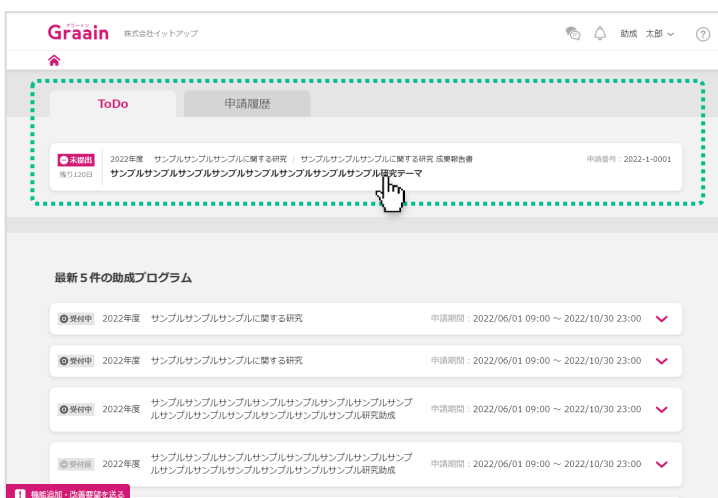 グラーイン
Graain 株式会社イットアップ 助成 太郎
ToDo 申請履歴
未提出 2022年度 サンプルサンプルサンプルに関する研究 / サンプルサンプルサンプルに関する研究 成果報告書 申請番号：2022-1-0001
残り120日 サンプルサンプルサンプルサンプルサンプルサンプルサンプルサンプル研究テーマ
最新５件の助成プログラム
受付中 2022年度 サンプルサンプルサンプルに関する研究 申請期間：2022/06/01 09:00 ～ 2022/10/30 23:00
受付中 2022年度 サンプルサンプルサンプルに関する研究 申請期間：2022/06/01 09:00 ～ 2022/10/30 23:00
受付中 2022年度 サンプルサンプルサンプルサンプルサンプルサンプルサンプルサンプ
ルサンプルサンプルサンプルサンプルサンプル研究助成 申請期間：2022/06/01 09:00 ～ 2022/10/30 23:00
受付前 2022年度 サンプルサンプルサンプルサンプルサンプルサンプルサンプルサンプ
ルサンプルサンプルサンプルサンプルサンプル研究助成 申請期間：2022/06/01 09:00 ～ 2022/10/30 23:00
機能追加・改善要望を送る